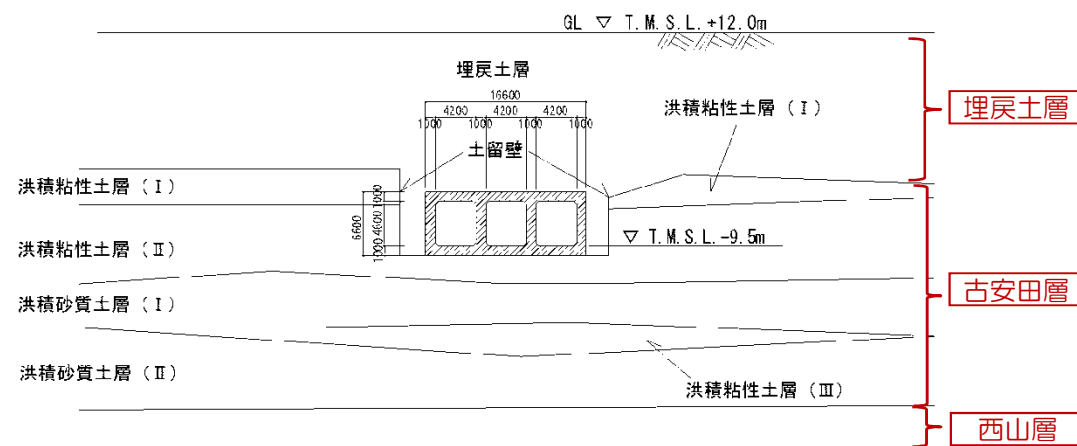 GL ▽ T.M.S.L.+12.0m
埋戻土層
16600
4200 4200 4200
1000 1000 1000 1000
洪積粘性土層（Ⅰ）
埋戻土層
土留壁
洪積粘性土層（Ⅰ）
1000
4600
6600
1000
▽ T.M.S.L.-9.5m
洪積粘性土層（Ⅱ）
洪積砂質土層（Ⅰ）
古安田層
洪積砂質土層（Ⅱ）
洪積粘性土層（Ⅲ）
西山層